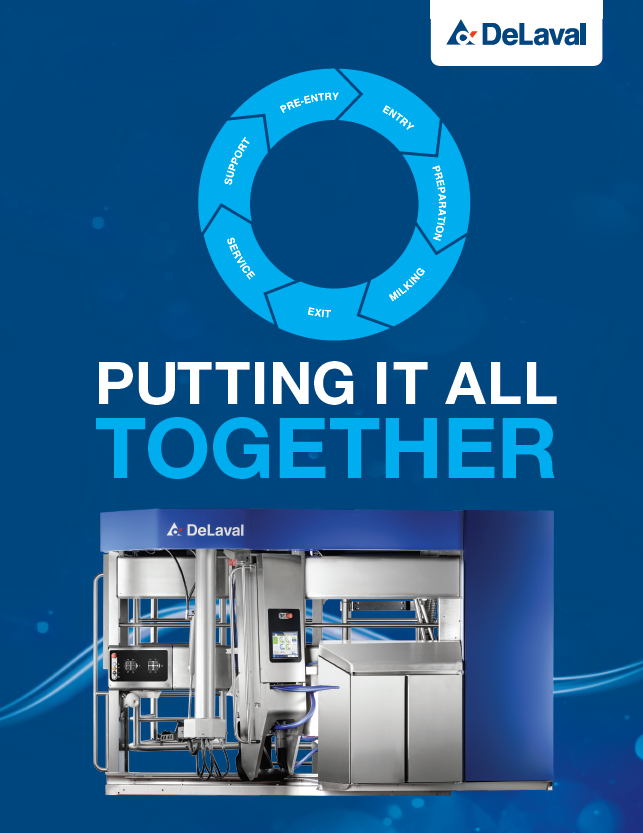 DeLaval
PRE-ENTRY
ENTRY
PREPARATION
MILKING
EXIT
SERVICE
SUPPORT
PUTTING IT ALL
TOGETHER
DeLaval